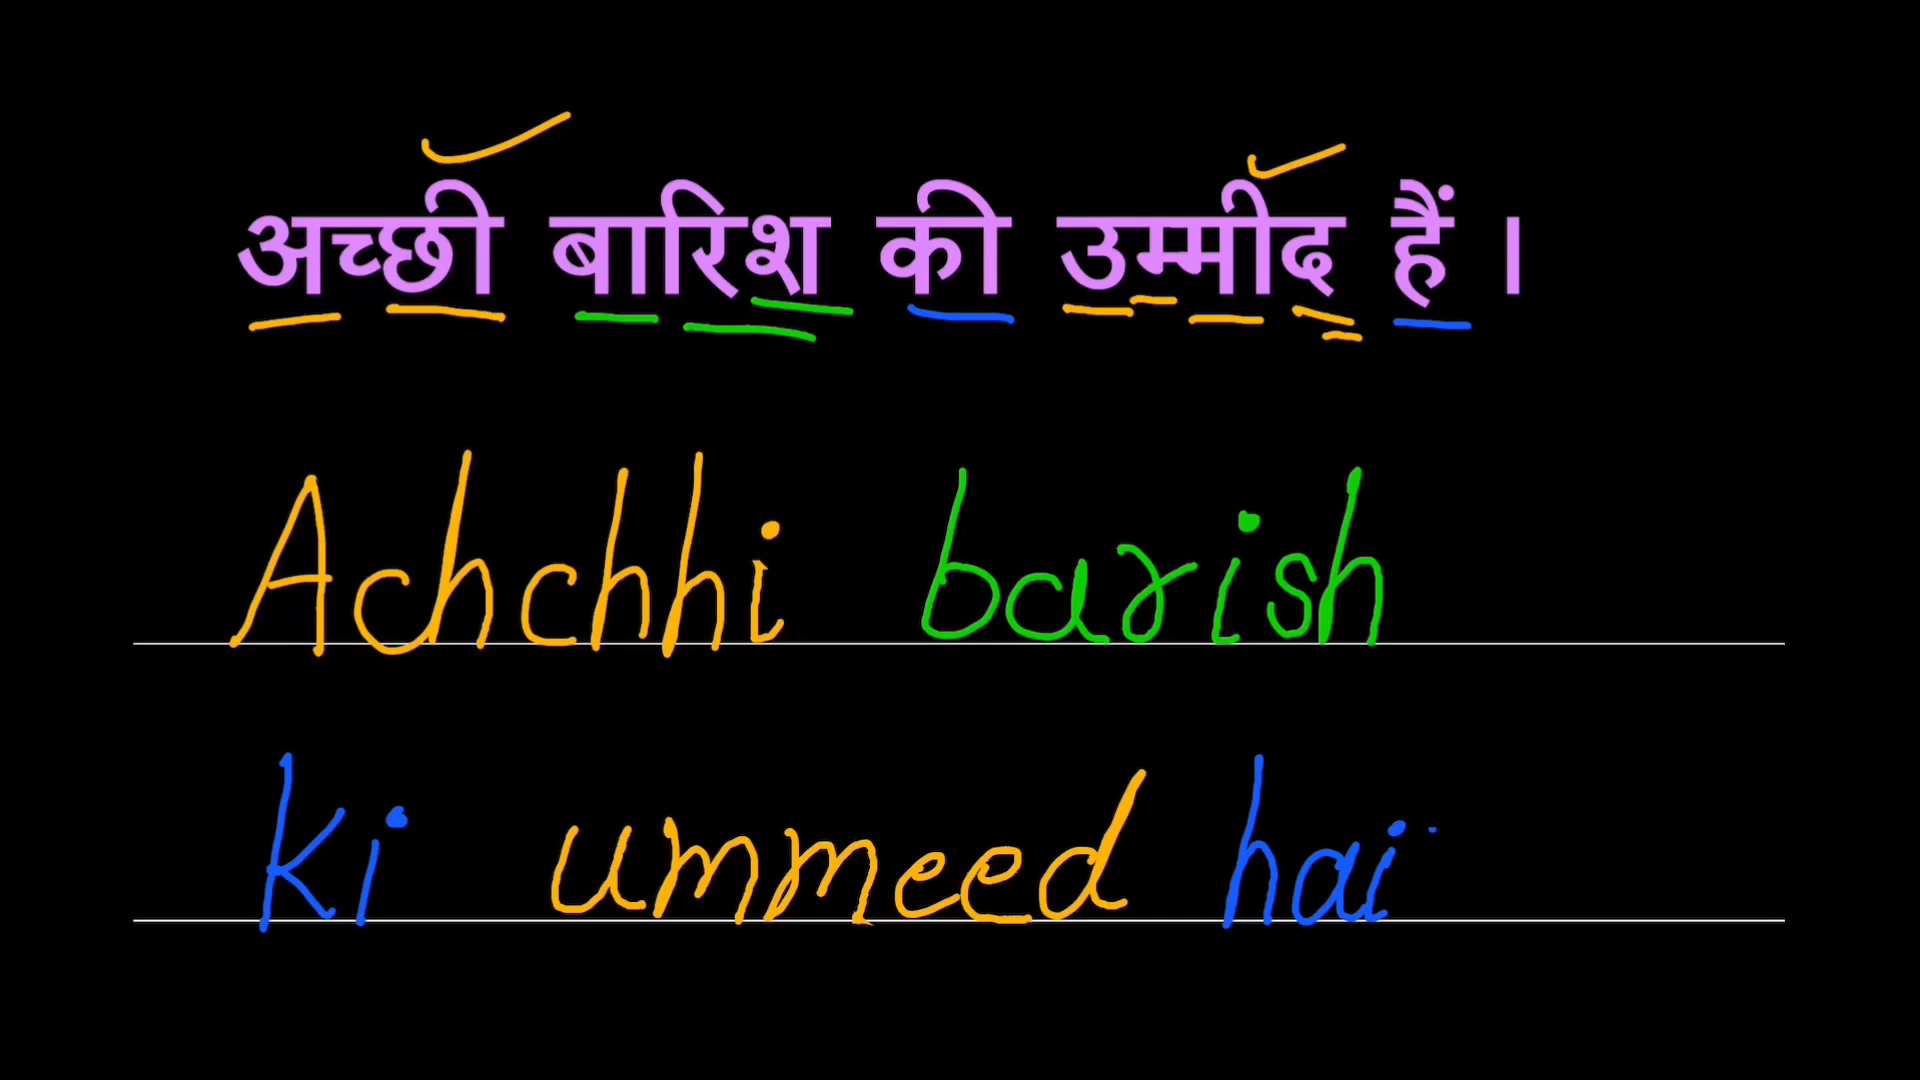 अच्छी बारिश की उम्मीद हैं ।
Achchhi barish
ki ummeed hai